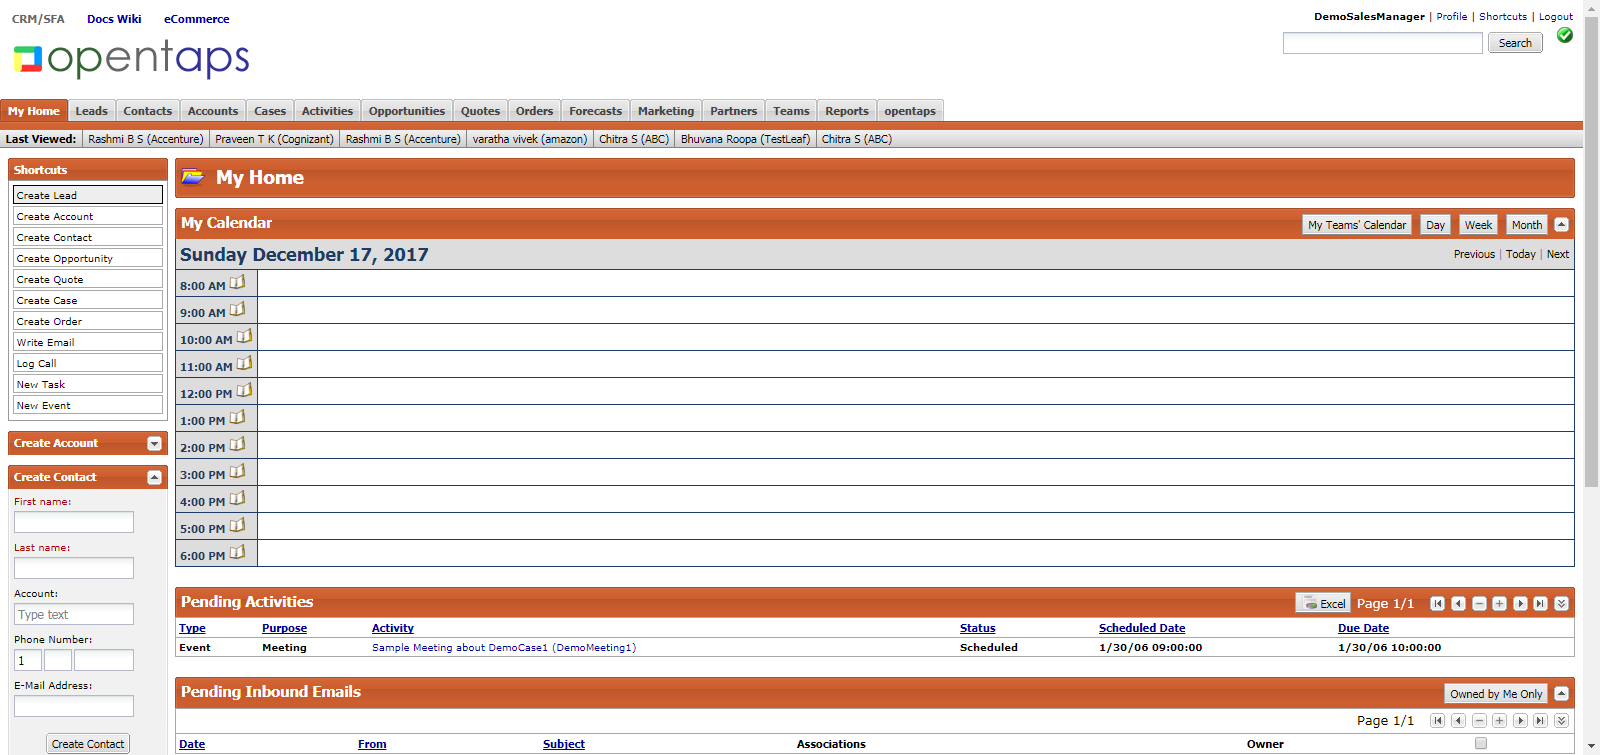 CRM/SFA Docs Wiki eCommerce
DemoSalesManager | Profile | Shortcuts | Logout
opentaps
Search
My Home Leads Contacts Accounts Cases Activities Opportunities Quotes Orders Forecasts Marketing Partners Teams Reports opentaps
Last Viewed: Rashmi B S (Accenture) Praveen T K (Cognizant) Rashmi B S (Accenture) varatha vivek (amazon) Chitra S (ABC) Bhuvana Roopa (TestLeaf) Chitra S (ABC)
Shortcuts
Create Lead
Create Account
Create Contact
Create Opportunity
Create Quote
Create Case
Create Order
Write Email
Log Call
New Task
New Event
Create Account
Create Contact
First name:
Last name:
Account:
Type text
Phone Number:
1
E-Mail Address:
Create Contact
My Home
My Calendar
My Teams' Calendar Day Week Month
Sunday December 17, 2017
Previous | Today | Next
8:00 AM
9:00 AM
10:00 AM
11:00 AM
12:00 PM
1:00 PM
2:00 PM
3:00 PM
4:00 PM
5:00 PM
6:00 PM
Pending Activities
Excel Page 1/1
Type Purpose Activity Status Scheduled Date Due Date
Event Meeting Sample Meeting about DemoCase1 (DemoMeeting1) Scheduled 1/30/06 09:00:00 1/30/06 10:00:00
Pending Inbound Emails
Owned by Me Only
Page 1/1
Date From Subject Associations Owner